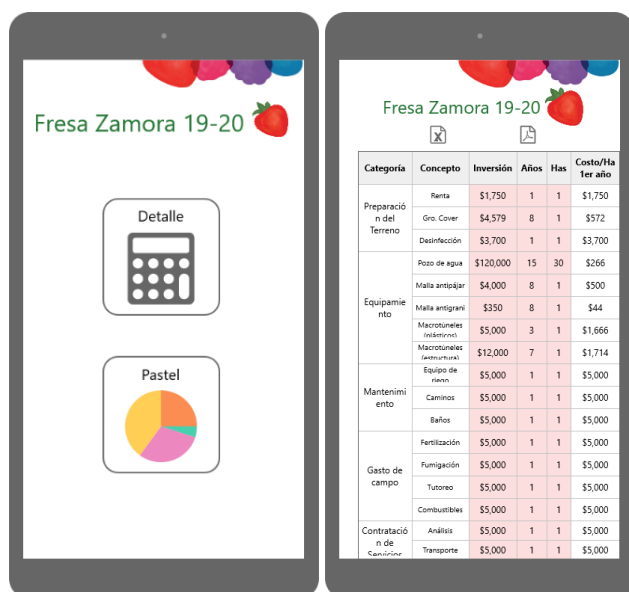 Fresa Zamora 19-20
Detalle
Pastel
Fresa Zamora 19-20
Categoría Concepto Inversión Años Has Costo/Ha 1er año
Preparació n del Terreno
Renta $1,750 1 1 $1,750
Gro. Cover $4,579 8 1 $572
Desinfección $3,700 1 1 $3,700
Equipamie nto
Pozo de agua $120,000 15 30 $266
Malla antipájar $4,000 8 1 $500
Malla antigrani $350 8 1 $44
Macrotúneles (plásticos) $5,000 3 1 $1,666
Macrotúneles (estructura) $12,000 7 1 $1,714
Mantenimi ento
Equipo de riego $5,000 1 1 $5,000
Caminos $5,000 1 1 $5,000
Baños $5,000 1 1 $5,000
Gasto de campo
Fertilización $5,000 1 1 $5,000
Fumigación $5,000 1 1 $5,000
Tutoreo $5,000 1 1 $5,000
Combustibles $5,000 1 1 $5,000
Contratació n de Servicios
Análisis $5,000 1 1 $5,000
Transporte $5,000 1 1 $5,000